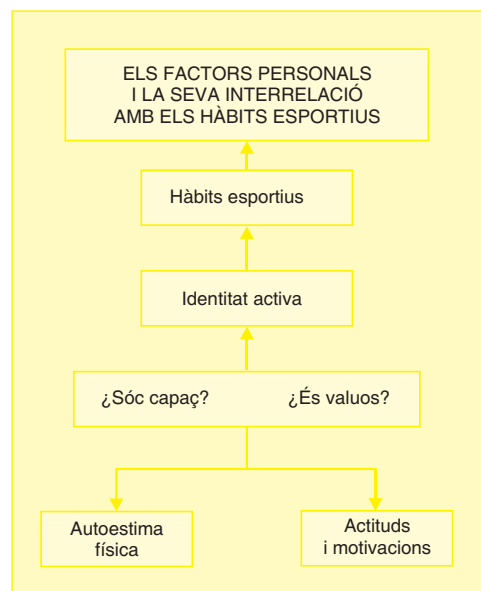 ELS FACTORS PERSONALS
I LA SEVA INTERRELACIÓ
AMB ELS HÀBITS ESPORTIUS
Hàbits esportius
Identitat activa
¿Sóc capaç? ¿És valuos?
Autoestima
física
Actituds
i motivacions